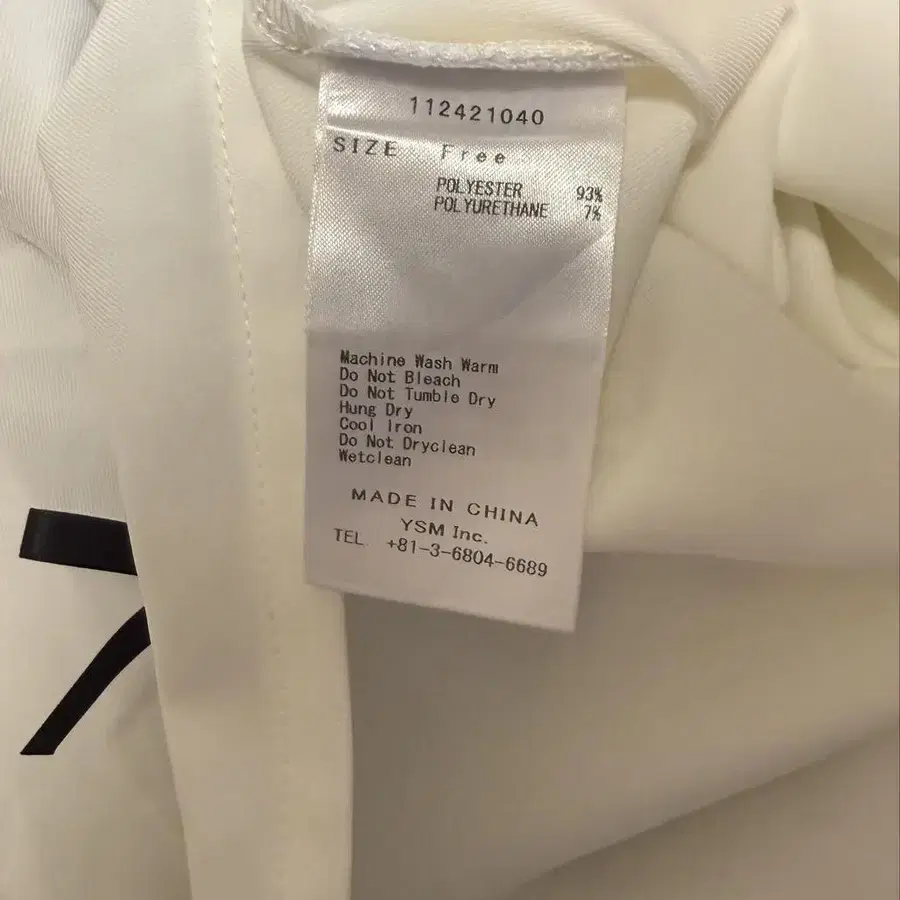 112421040
SIZE Free
POLYESTER 93%
POLYURETHANE 7%
Machine Wash Warm
Do Not Bleach
Do Not Tumble Dry
Hung Dry
Cool Iron
Do Not Dryclean
Wetclean
MADE IN CHINA
YSM Inc.
TEL +81-3-6804-6689